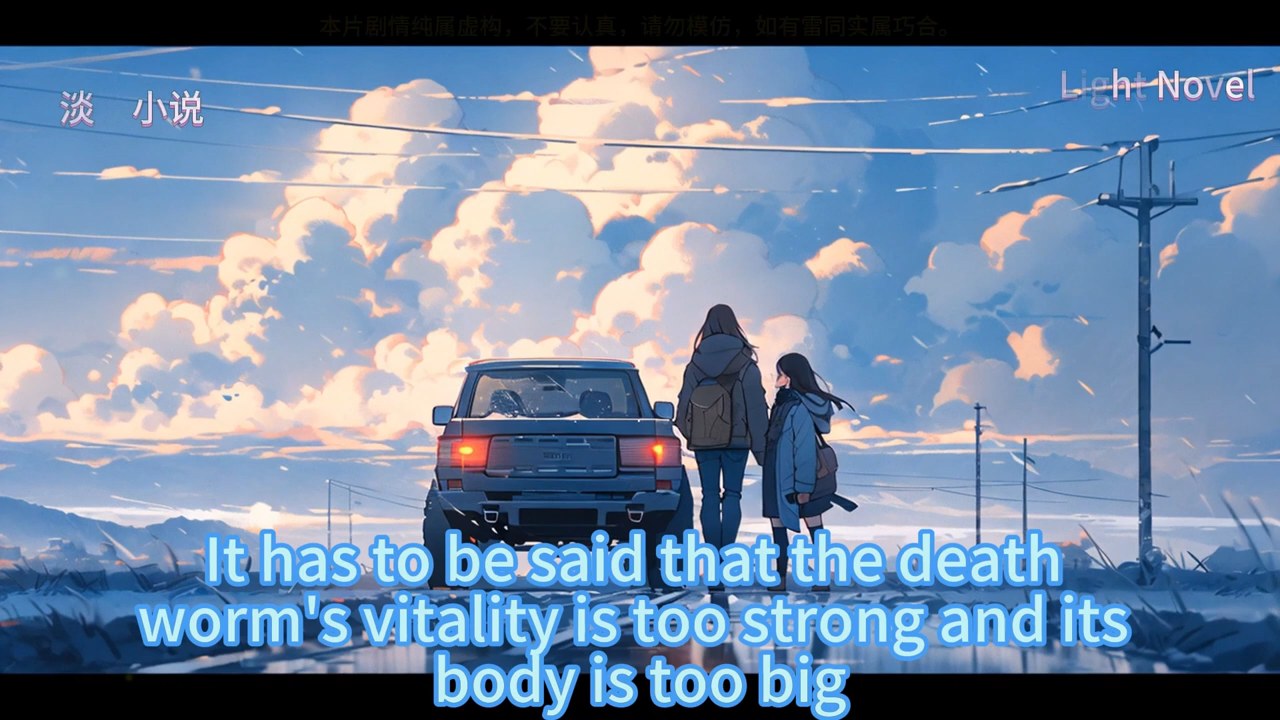 本片剧情纯属虚构，不要认真，请勿模仿，如有雷同实属巧合。
淡 小说
Light Novel
It has to be said that the death
worm's vitality is too strong and its
body is too big